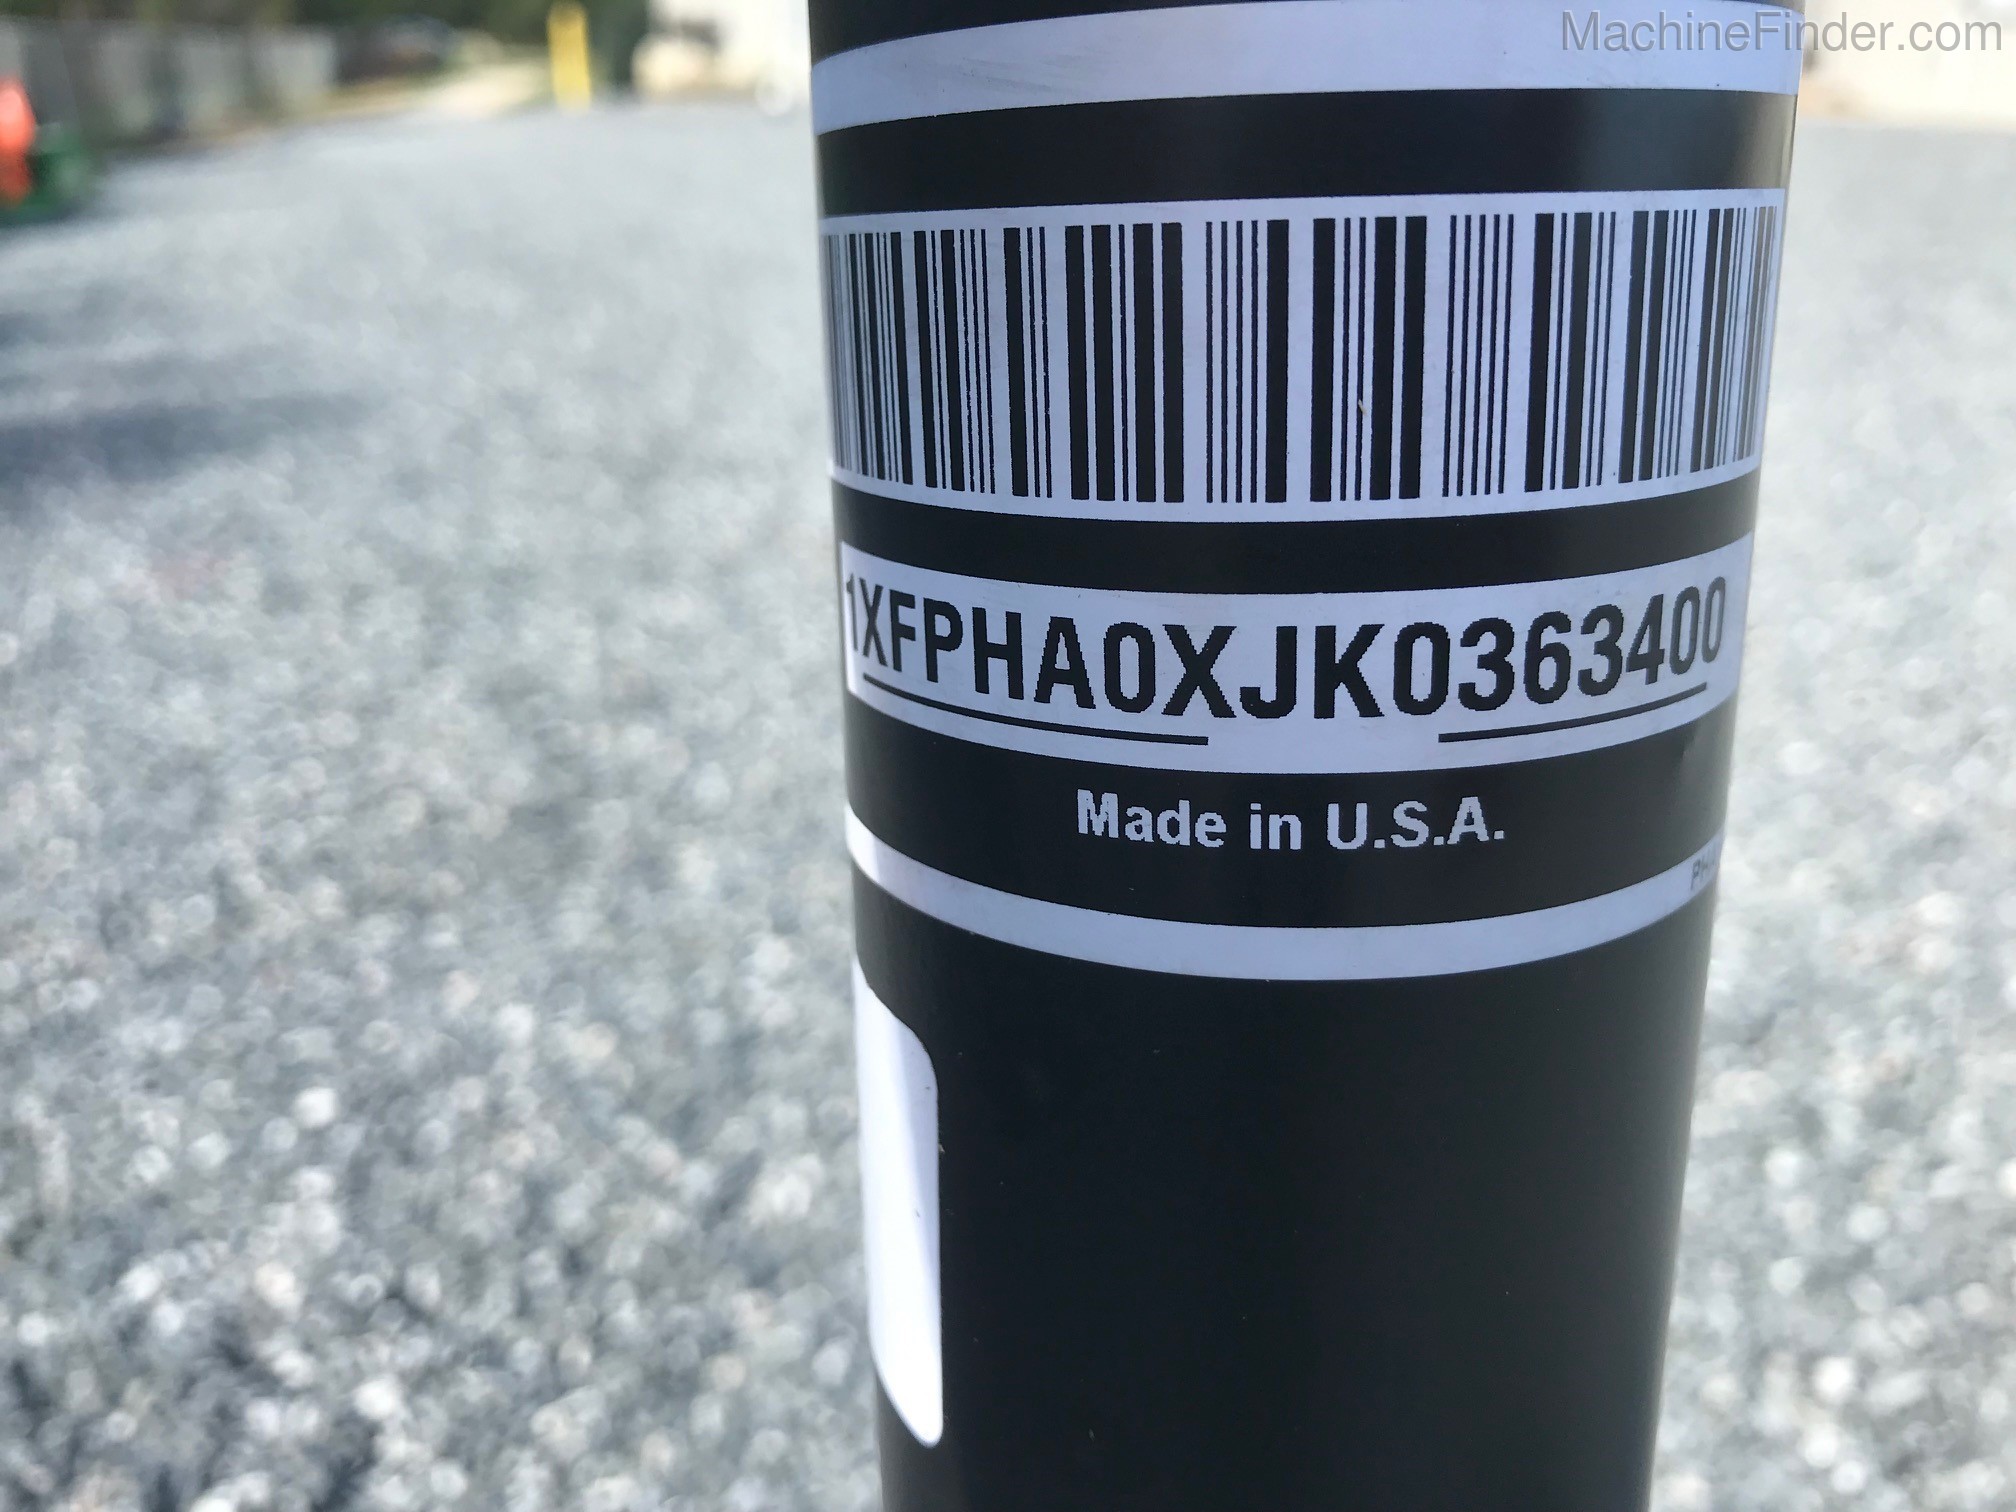 MachineFinder.com
1XFPHA0XJK0363400
Made in U.S.A.